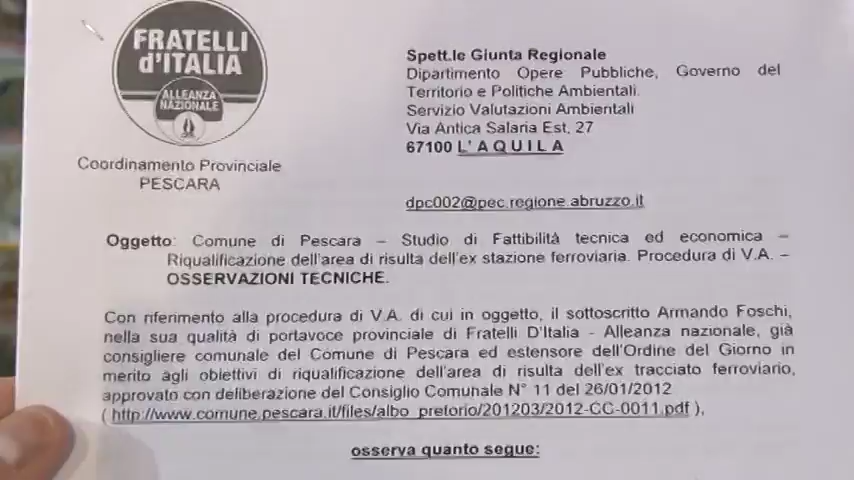 FRATELLI
d'ITALIA
ALLEANZA
NAZIONALE
Coordinamento Provinciale
PESCARA
Spett.le Giunta Regionale
Dipartimento Opere Pubbliche, Governo del
Territorio e Politiche Ambientali.
Servizio Valutazioni Ambientali
Via Antica Salaria Est, 27
67100 L' A Q U I L A
dpc002@pec.regione.abruzzo.it
Oggetto: Comune di Pescara – Studio di Fattibilità tecnica ed economica –
Riqualificazione dell'area di risulta dell'ex stazione ferroviaria. Procedura di V.A. –
OSSERVAZIONI TECNICHE.
Con riferimento alla procedura di V.A. di cui in oggetto, il sottoscritto Armando Foschi,
nella sua qualità di portavoce provinciale di Fratelli D'Italia - Alleanza nazionale, già
consigliere comunale del Comune di Pescara ed estensore dell'Ordine del Giorno in
merito agli obiettivi di riqualificazione dell'area di risulta dell'ex tracciato ferroviario,
approvato con deliberazione del Consiglio Comunale N° 11 del 26/01/2012
( http://www.comune.pescara.it/files/albo_pretorio/201203/2012-CC-0011.pdf ),
osserva quanto segue: